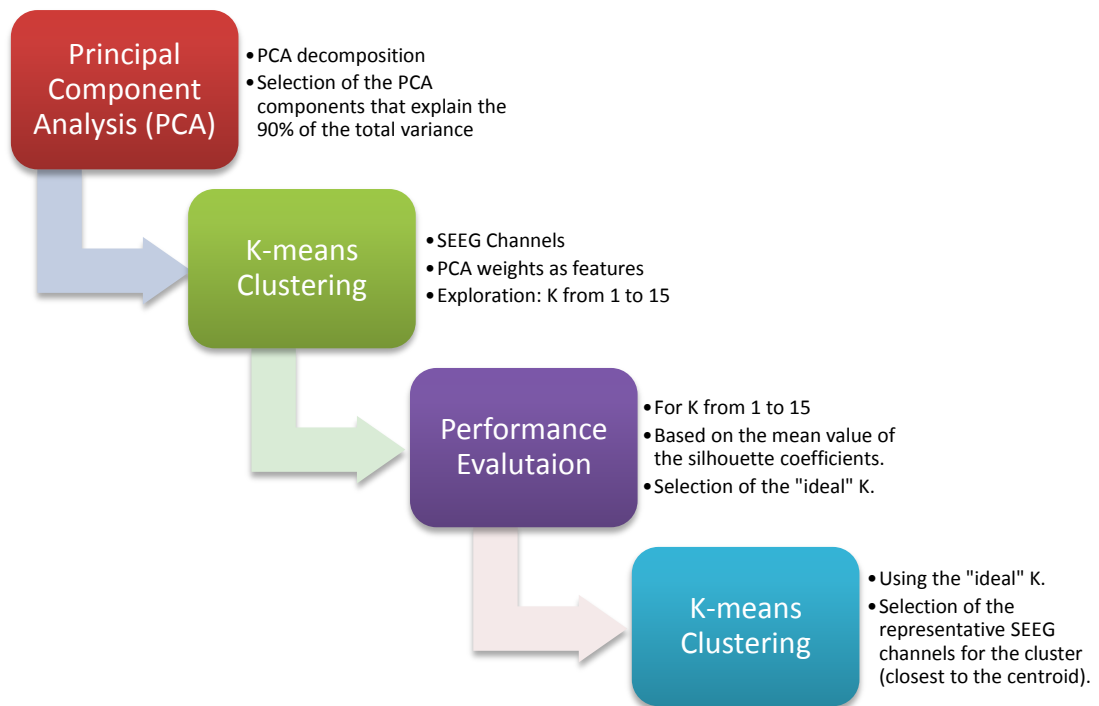 Principal
Component
Analysis (PCA)
•PCA decomposition
•Selection of the PCA
components that explain the
90% of the total variance
K-means
Clustering
•SEEG Channels
•PCA weights as features
•Exploration: K from 1 to 15
Performance
Evalutaion
•For K from 1 to 15
•Based on the mean value of
the silhouette coefficients.
•Selection of the "ideal" K.
K-means
Clustering
•Using the "ideal" K.
•Selection of the
representative SEEG
channels for the cluster
(closest to the centroid).